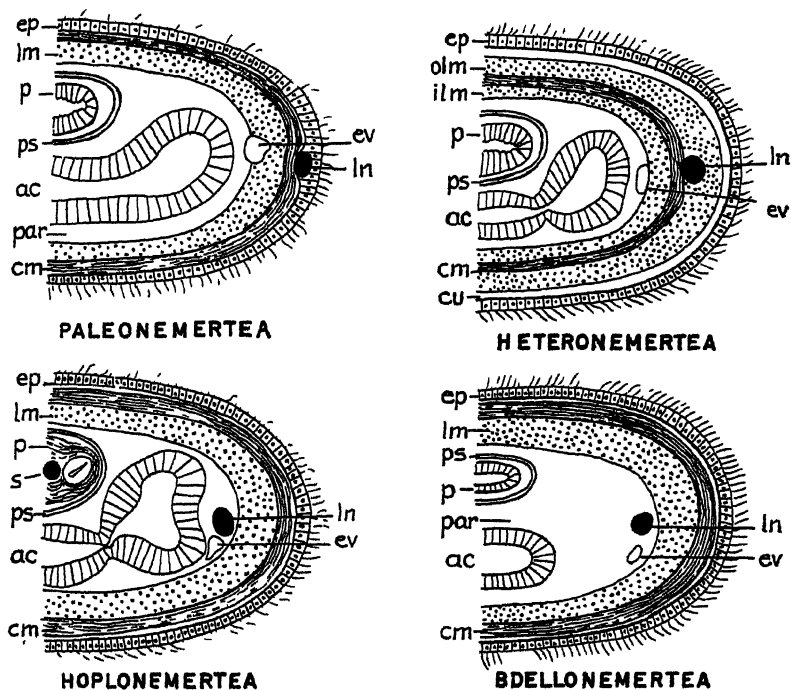 ep
lm
p
ps
ac
par
cm
ev
ln
PALEONEMERTEA
ep
olm
ilm
p
ps
ac
cm
cu
ln
ev
HETERONEMERTEA
ep
lm
p
s
ps
ac
cm
ln
ev
HOPLONEMERTEA
ep
lm
ps
p
par
ac
cm
ln
ev
BDELLONEMERTEA